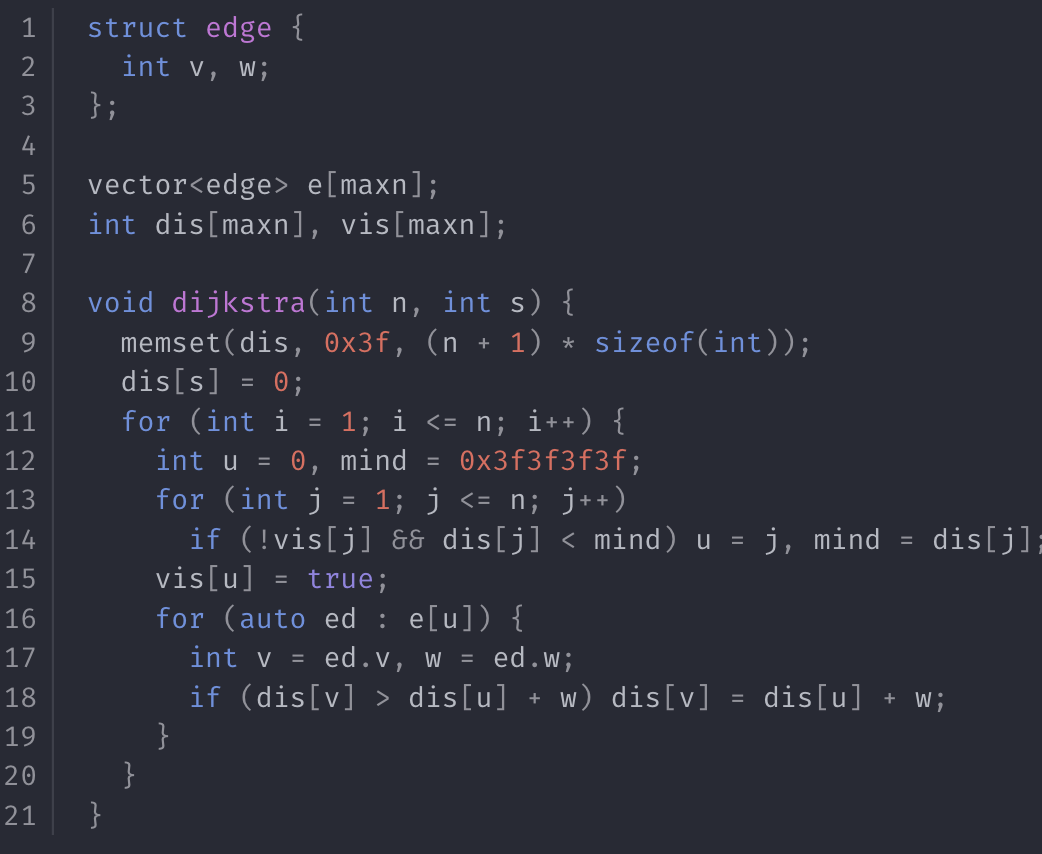 1 struct edge {
2   int v, w;
3 };
4
5 vector<edge> e[maxn];
6 int dis[maxn], vis[maxn];
7
8 void dijkstra(int n, int s) {
9   memset(dis, 0x3f, (n + 1) * sizeof(int));
10   dis[s] = 0;
11   for (int i = 1; i <= n; i++) {
12     int u = 0, mind = 0x3f3f3f3f;
13     for (int j = 1; j <= n; j++)
14       if (!vis[j] && dis[j] < mind) u = j, mind = dis[j];
15     vis[u] = true;
16     for (auto ed : e[u]) {
17       int v = ed.v, w = ed.w;
18       if (dis[v] > dis[u] + w) dis[v] = dis[u] + w;
19     }
20   }
21 }